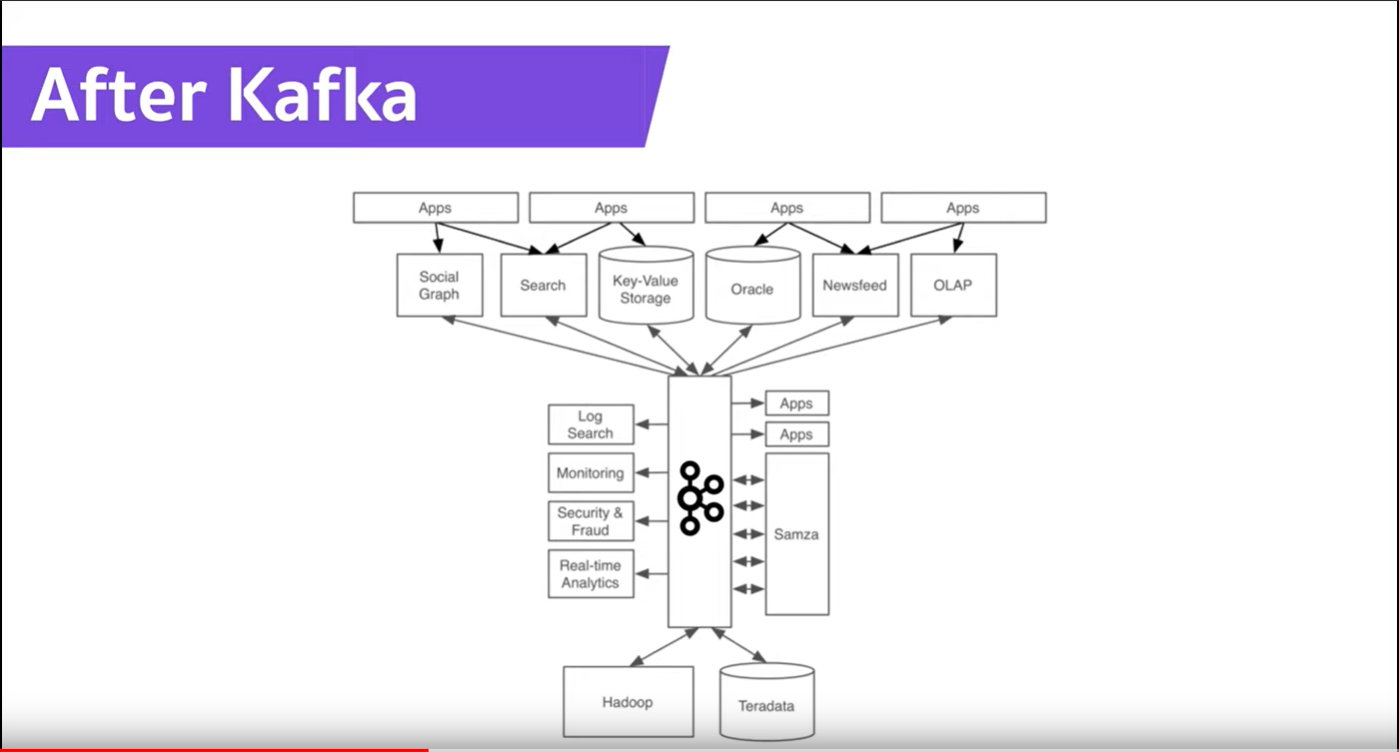 After Kafka
Apps
Apps
Apps
Apps
Social
Graph
Search
Key-Value
Storage
Oracle
Newsfeed
OLAP
Log
Search
Monitoring
Security &
Fraud
Real-time
Analytics
Apps
Apps
Samza
Hadoop
Teradata